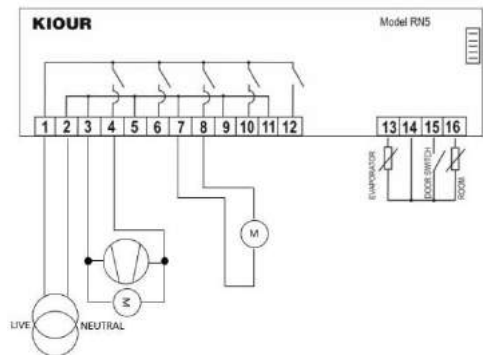 KIOUR
Model RN5
1 2 3 4 5 6 7 8 9 10 11 12
13 14 15 16
EVAPORATOR
DOOR SWITCH
ROOM
M
M
LIVE
NEUTRAL